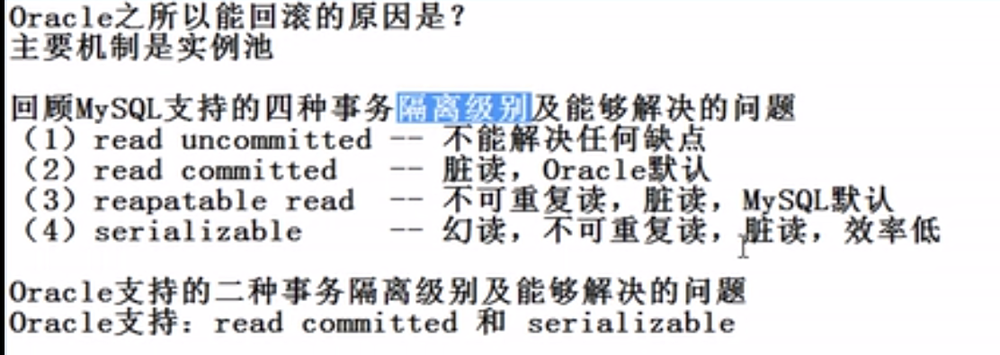 Oracle之所以能回滚的原因是？
主要机制是实例池
回顾MySQL支持的四种事务隔离级别及能够解决的问题
（1）read uncommitted -- 不能解决任何缺点
（2）read committed -- 脏读，Oracle默认
（3）reapatable read -- 不可重复读，脏读，MySQL默认
（4）serializable -- 幻读，不可重复读，脏读，效率低
Oracle支持的二种事务隔离级别及能够解决的问题
Oracle支持：read committed 和 serializable